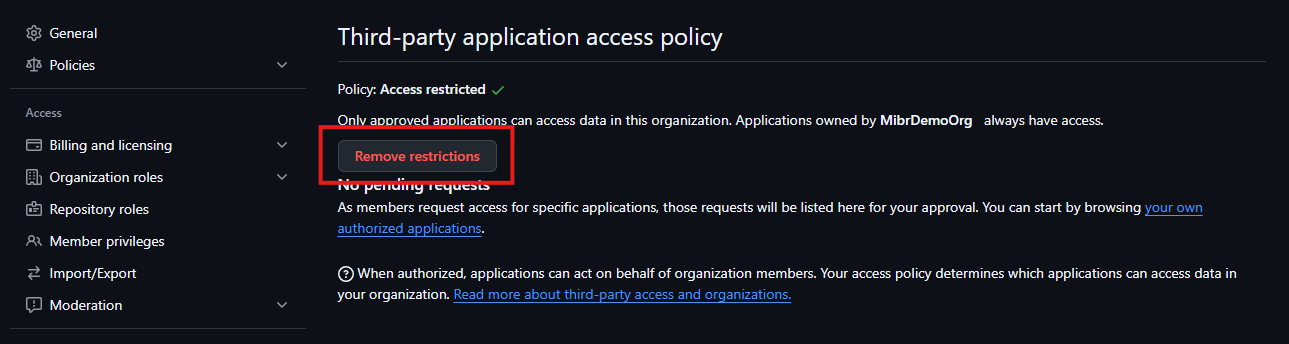 General
Policies
Access
Billing and licensing
Organization roles
Repository roles
Member privileges
Import/Export
Moderation
Third-party application access policy
Policy: Access restricted
Only approved applications can access data in this organization. Applications owned by MibrDemoOrg always have access.
Remove restrictions
No pending requests
As members request access for specific applications, those requests will be listed here for your approval. You can start by browsing your own
authorized applications.
When authorized, applications can act on behalf of organization members. Your access policy determines which applications can access data in
your organization. Read more about third-party access and organizations.